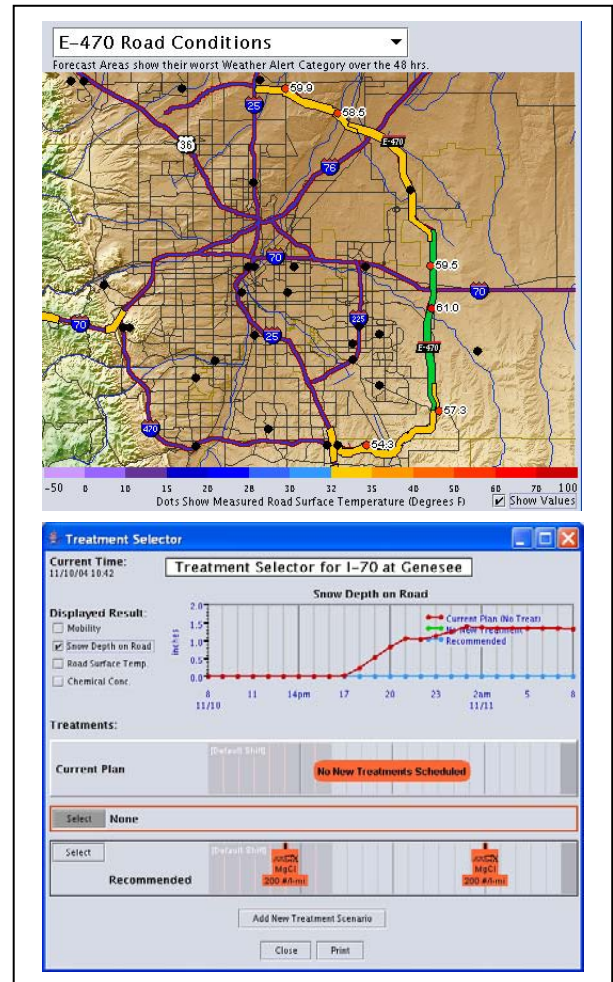 E-470 Road Conditions
Forecast Areas show their worst Weather Alert Category over the 48 hrs.
59.9
25
58.5
36
E-470
76
59.5
70
70
61.0
25
225
E-470
70
57.3
470
54.3
-50 0 10 15 20 28 30 32 35 40 45 50 60 70 100
Dots Show Measured Road Surface Temperature (Degrees F)
Show Values
Treatment Selector
Current Time:
11/10/04 10:42
Treatment Selector for I-70 at Genesee
Snow Depth on Road
Displayed Result:
Mobility
Snow Depth on Road
Road Surface Temp.
Chemical Conc.
inches
2.0
1.5
1.0
0.5
0.0
Current Plan (No Treat)
No New Treatment
Recommended
8 11 14pm 17 20 23 2am 5 8
11/10 11/11
Treatments:
[Default Shift]
Current Plan
No New Treatments Scheduled
Select None
Select
[Default Shift]
Recommended
MgCl
200 #/l-mi
MgCl
200 #/l-mi
Add New Treatment Scenario
Close Print